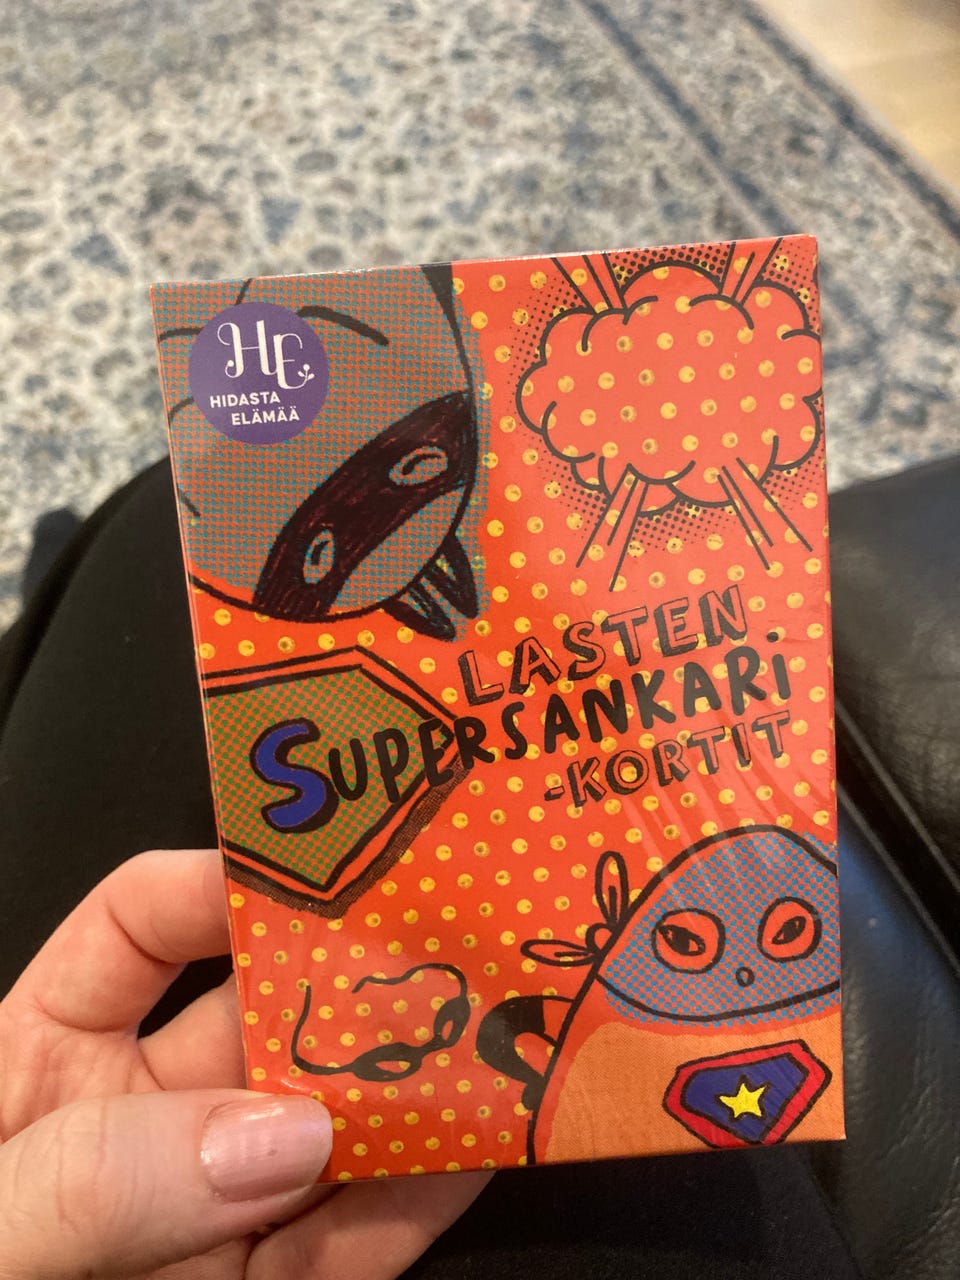 HE
HIDASTA
ELÄMÄÄ
LASTEN
SUPERSANKARI
-KORTIT